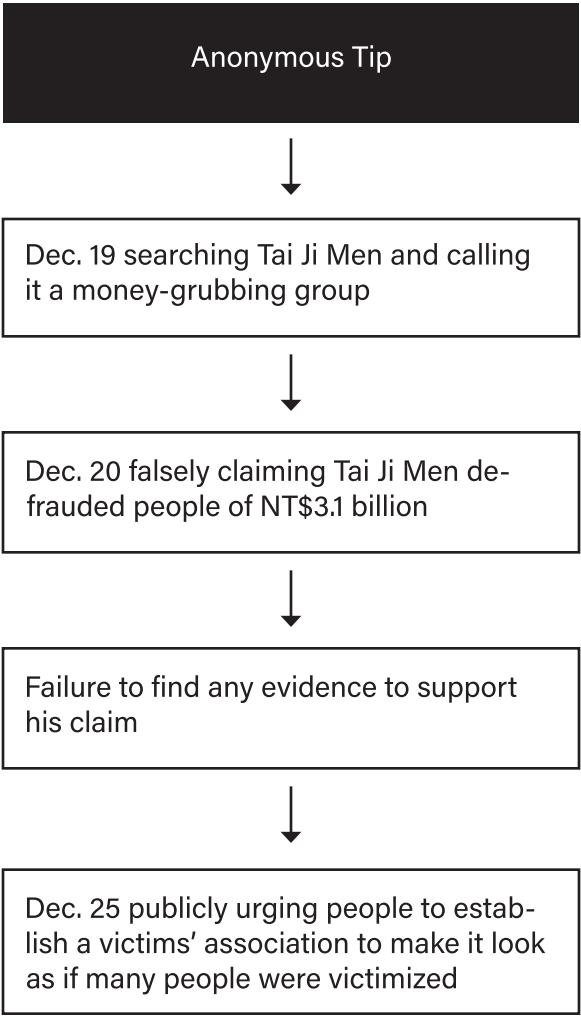 Anonymous Tip
Dec. 19 searching Tai Ji Men and calling
it a money-grubbing group
Dec. 20 falsely claiming Tai Ji Men de-
frauded people of NT$3.1 billion
Failure to find any evidence to support
his claim
Dec. 25 publicly urging people to estab-
lish a victims’ association to make it look
as if many people were victimized